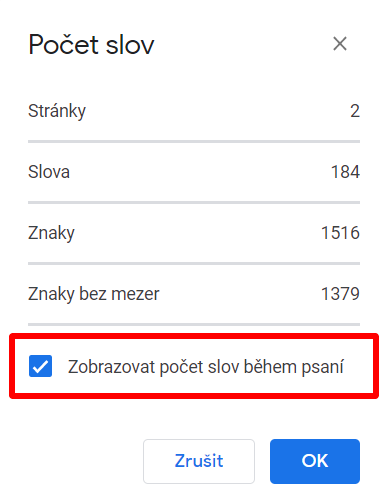 Počet slov
Stránky 2
Slova 184
Znaky 1516
Znaky bez mezer 1379
Zobrazovat počet slov během psaní
Zrušit OK